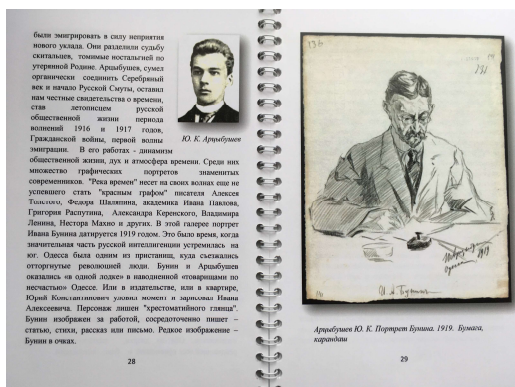 были эмигрировать в силу неприятия
нового уклада. Они разделили судьбу
скитальцев, томимые ностальгией по
утерянной Родине. Арцыбушев, сумел
органически соединить Серебряный
век и начало Русской Смуты, оставил
нам честные свидетельства о времени,
став летописцем русской
общественной жизни периода
волнений 1916 и 1917 годов,
Гражданской войны, первой волны
эмиграции. В его работах - динамизм
Ю. К. Арцыбушев
общественной жизни, дух и атмосфера времени. Среди них
множество графических портретов знаменитых
современников. "Река времен" несет на своих волнах еще не
успевшего стать "красным графом" писателя Алексея
Толстого, Федора Шаляпина, академика Ивана Павлова,
Григория Распутина, Александра Керенского, Владимира
Ленина, Нестора Махно и других. В этой галерее портрет
Ивана Бунина датируется 1919 годом. Это было время, когда
значительная часть русской интеллигенции устремилась на
юг. Одесса была одним из пристанищ, куда съезжались
отторгнутые революцией люди. Бунин и Арцыбушев
оказались «в одной лодке» в наводненной «товарищами по
несчастью» Одессе. Или в издательстве, или в квартире,
Юрий Константинович уловил момент и зарисовал Ивана
Алексеевича. Персонаж лишен "хрестоматийного глянца".
Бунин изображен за работой, сосредоточенно пишет –
статью, стихи, рассказ или письмо. Редкое изображение –
Бунин в очках.
28
136
131
1919
И. А. Бунин
Арцыбушев Ю. К. Портрет Бунина. 1919. Бумага,
карандаш
29